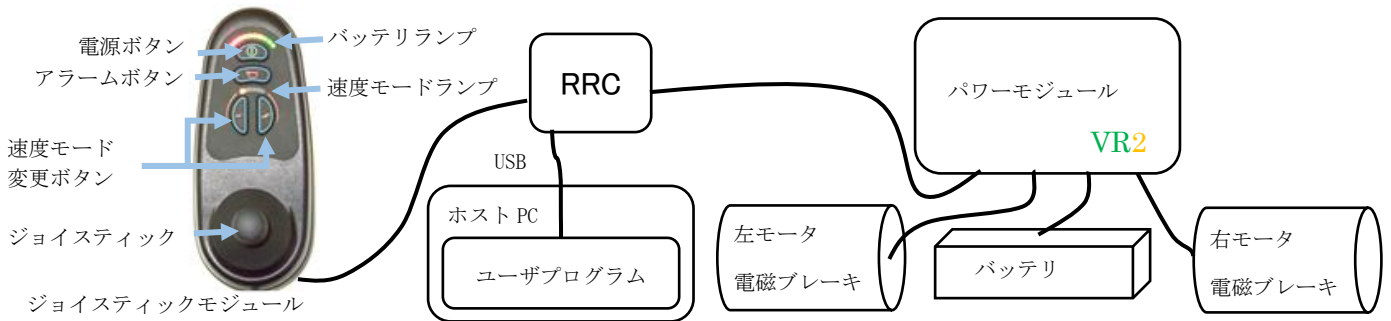 電源ボタン
アラームボタン
速度モード
変更ボタン
ジョイスティック
バッテリランプ
速度モードランプ
ジョイスティックモジュール
RRC
USB
ホスト PC
ユーザプログラム
パワーモジュール
VR2
左モータ
電磁ブレーキ
バッテリ
右モータ
電磁ブレーキ